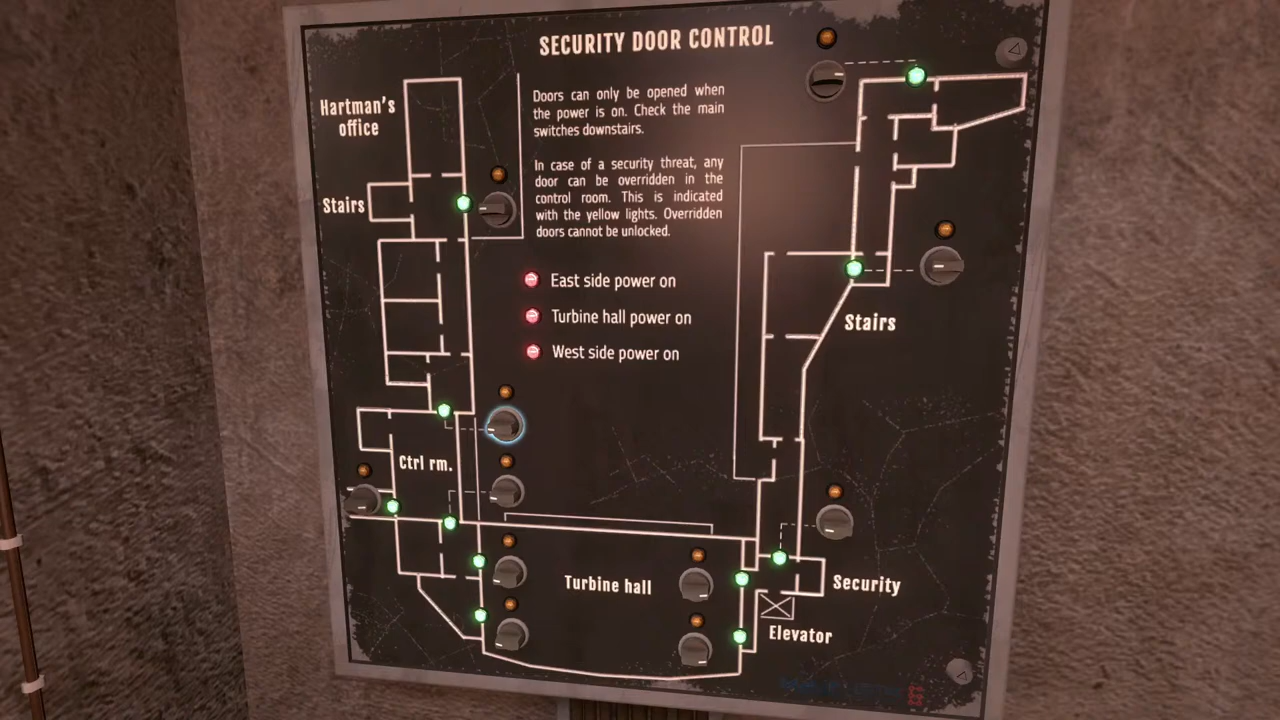 SECURITY DOOR CONTROL
Hartman's
office
Stairs
Doors can only be opened when
the power is on. Check the main
switches downstairs.
In case of a security threat, any
door can be overridden in the
control room. This is indicated
with the yellow lights. Overridden
doors cannot be unlocked.
East side power on
Turbine hall power on
West side power on
Stairs
Ctrl rm.
Turbine hall
Security
Elevator